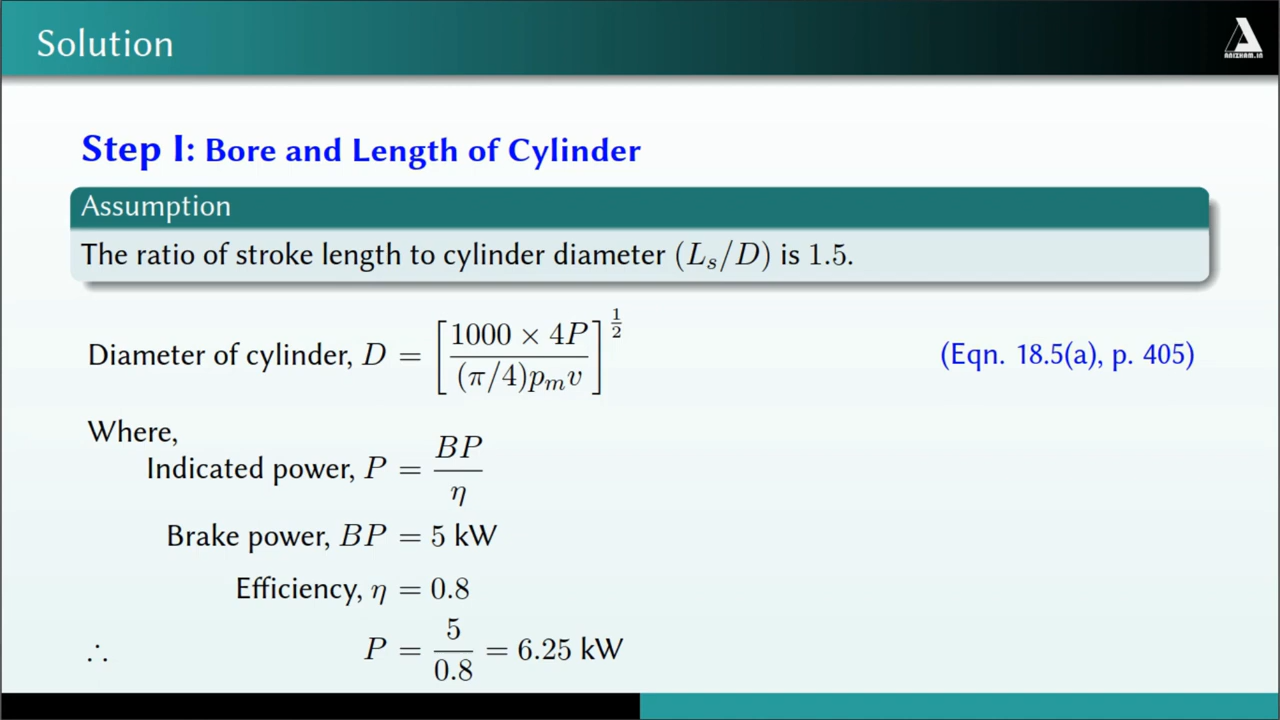 Solution
ARIZHAM.IN
Step I: Bore and Length of Cylinder
Assumption
The ratio of stroke length to cylinder diameter (L_s/D) is 1.5.
Diameter of cylinder, D = [1000 × 4P / (π/4)p_m v]^(1/2) (Eqn. 18.5(a), p. 405)
Where,
Indicated power, P = BP/η
Brake power, BP = 5 kW
Efficiency, η = 0.8
∴ P = 5/0.8 = 6.25 kW